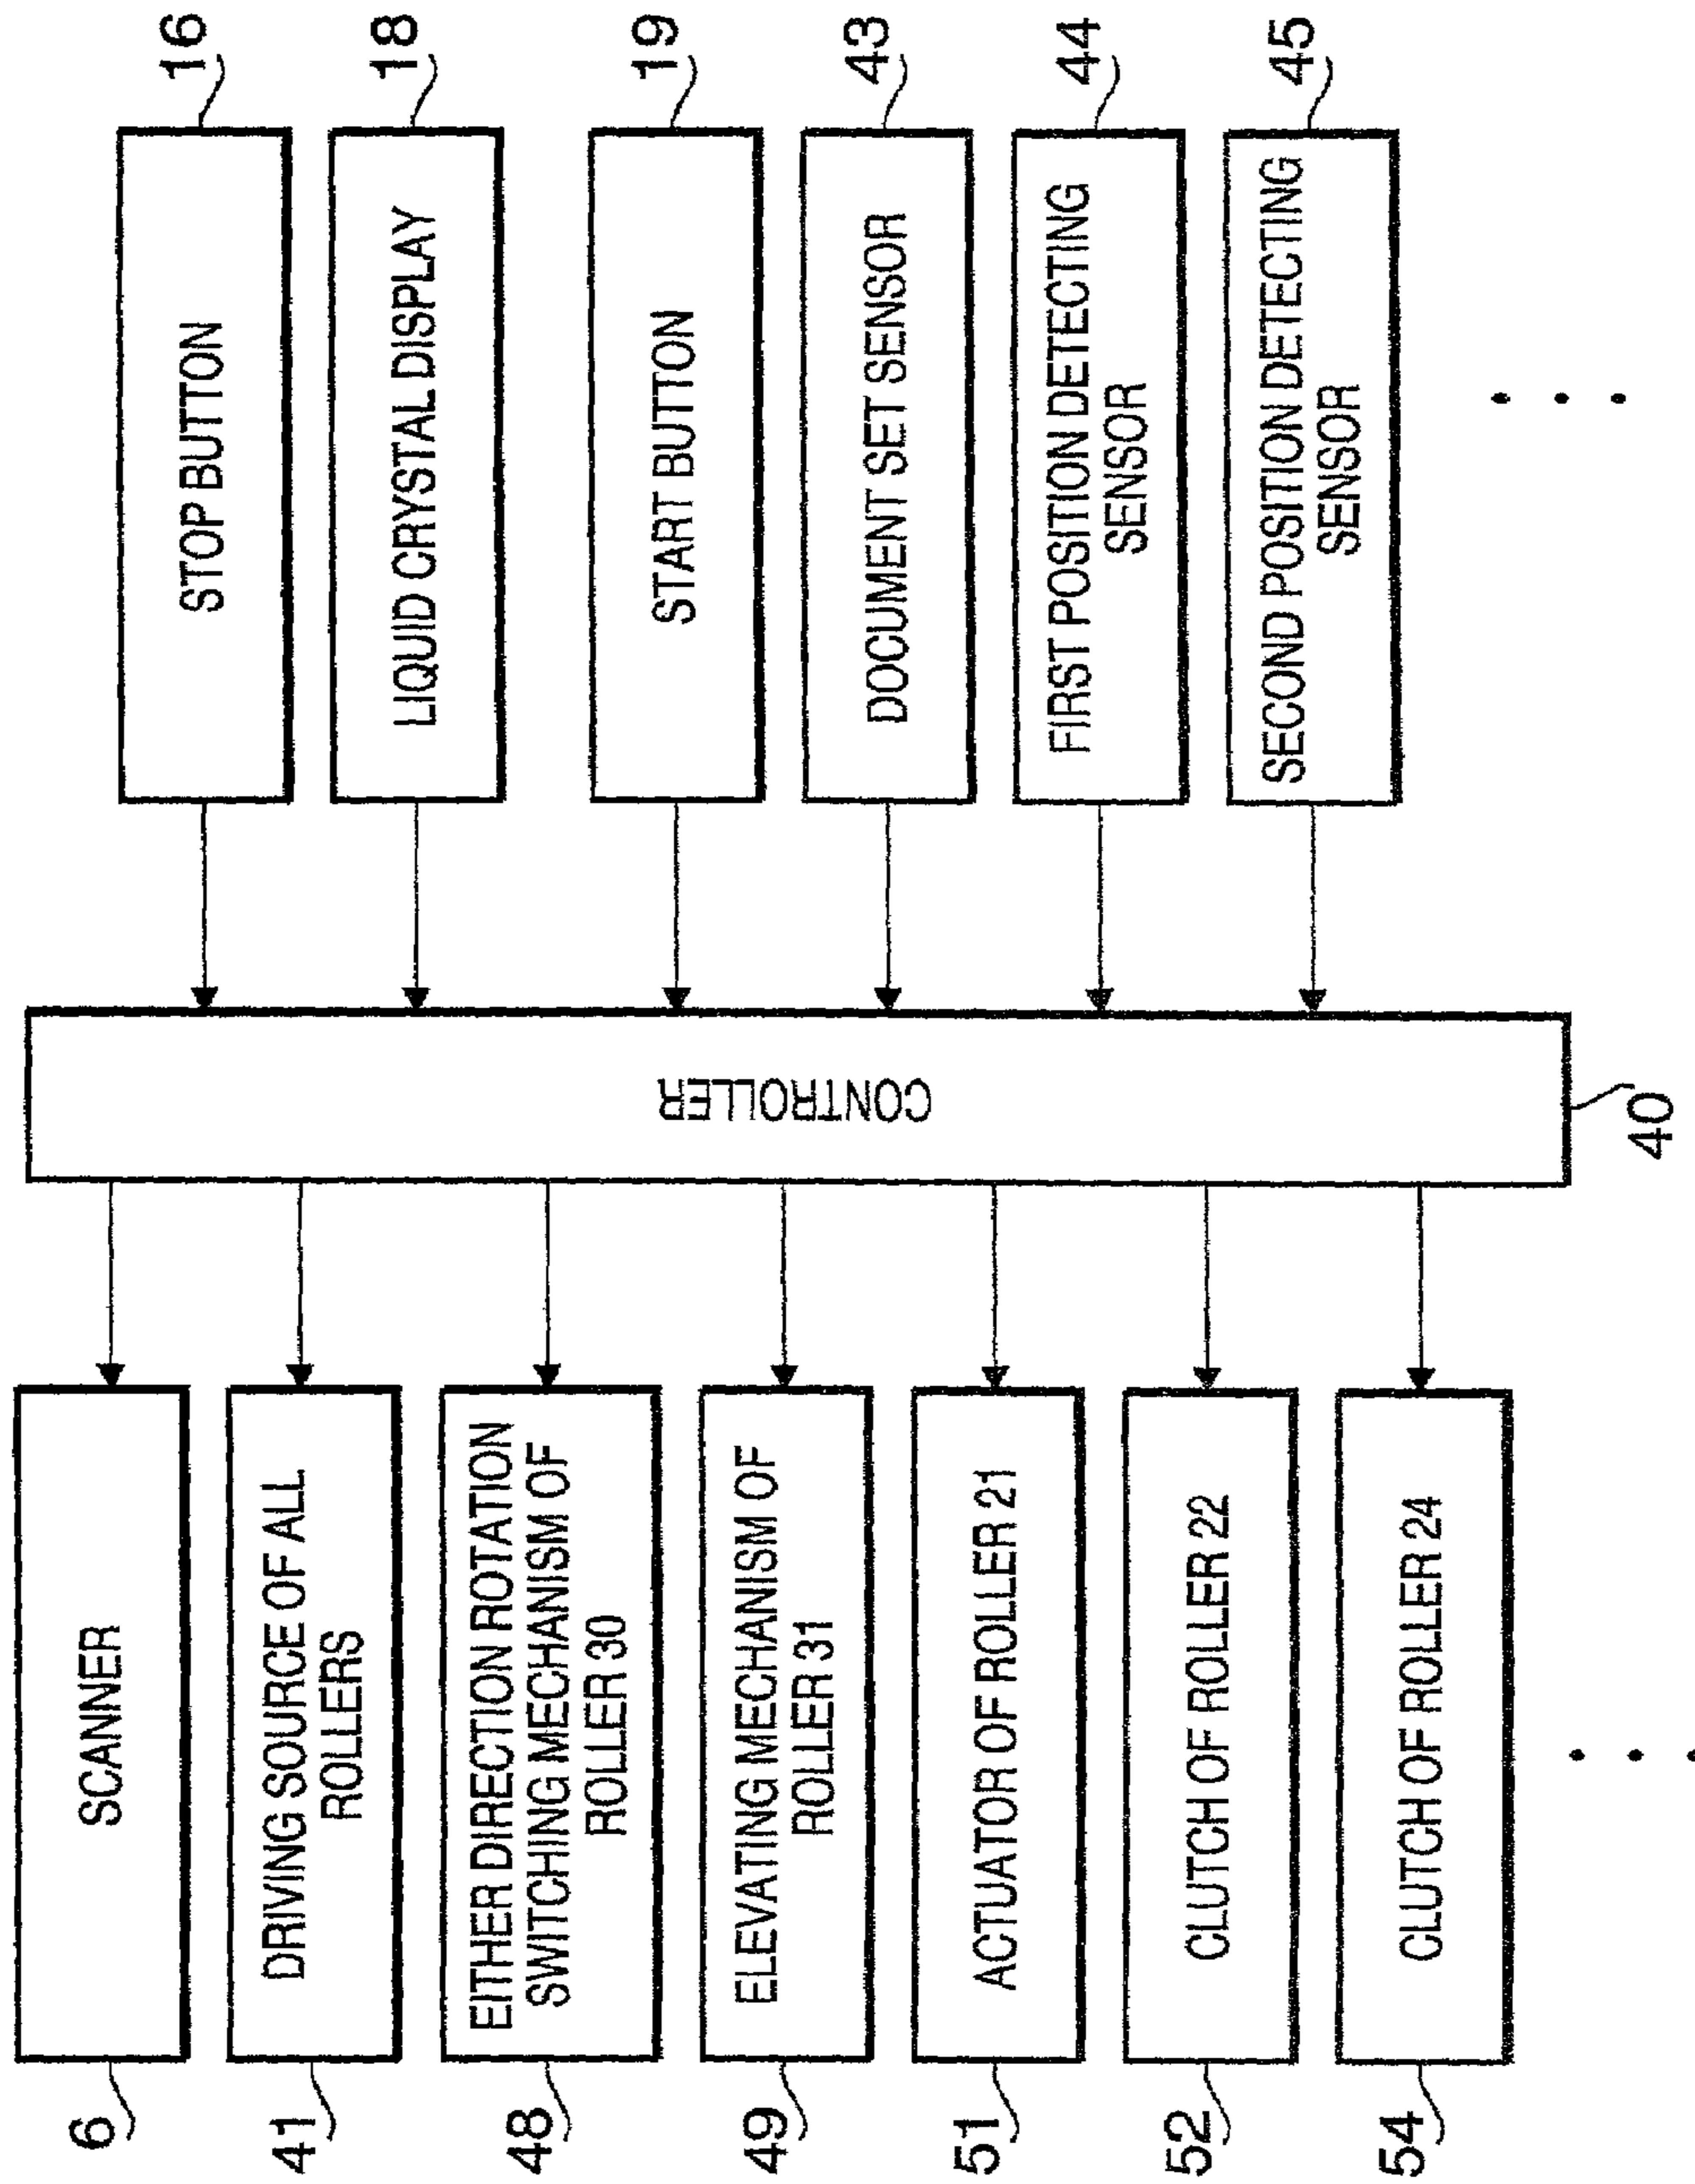 6
SCANNER
41
DRIVING SOURCE OF ALL
ROLLERS
48
EITHER DIRECTION ROTATION
SWITCHING MECHANISM OF
ROLLER 30
49
ELEVATING MECHANISM OF
ROLLER 31
51
ACTUATOR OF ROLLER 21
52
CLUTCH OF ROLLER 22
54
CLUTCH OF ROLLER 24
CONTROLLER
40
STOP BUTTON
16
LIQUID CRYSTAL DISPLAY
18
START BUTTON
19
DOCUMENT SET SENSOR
43
FIRST POSITION DETECTING
SENSOR
44
SECOND POSITION DETECTING
SENSOR
45